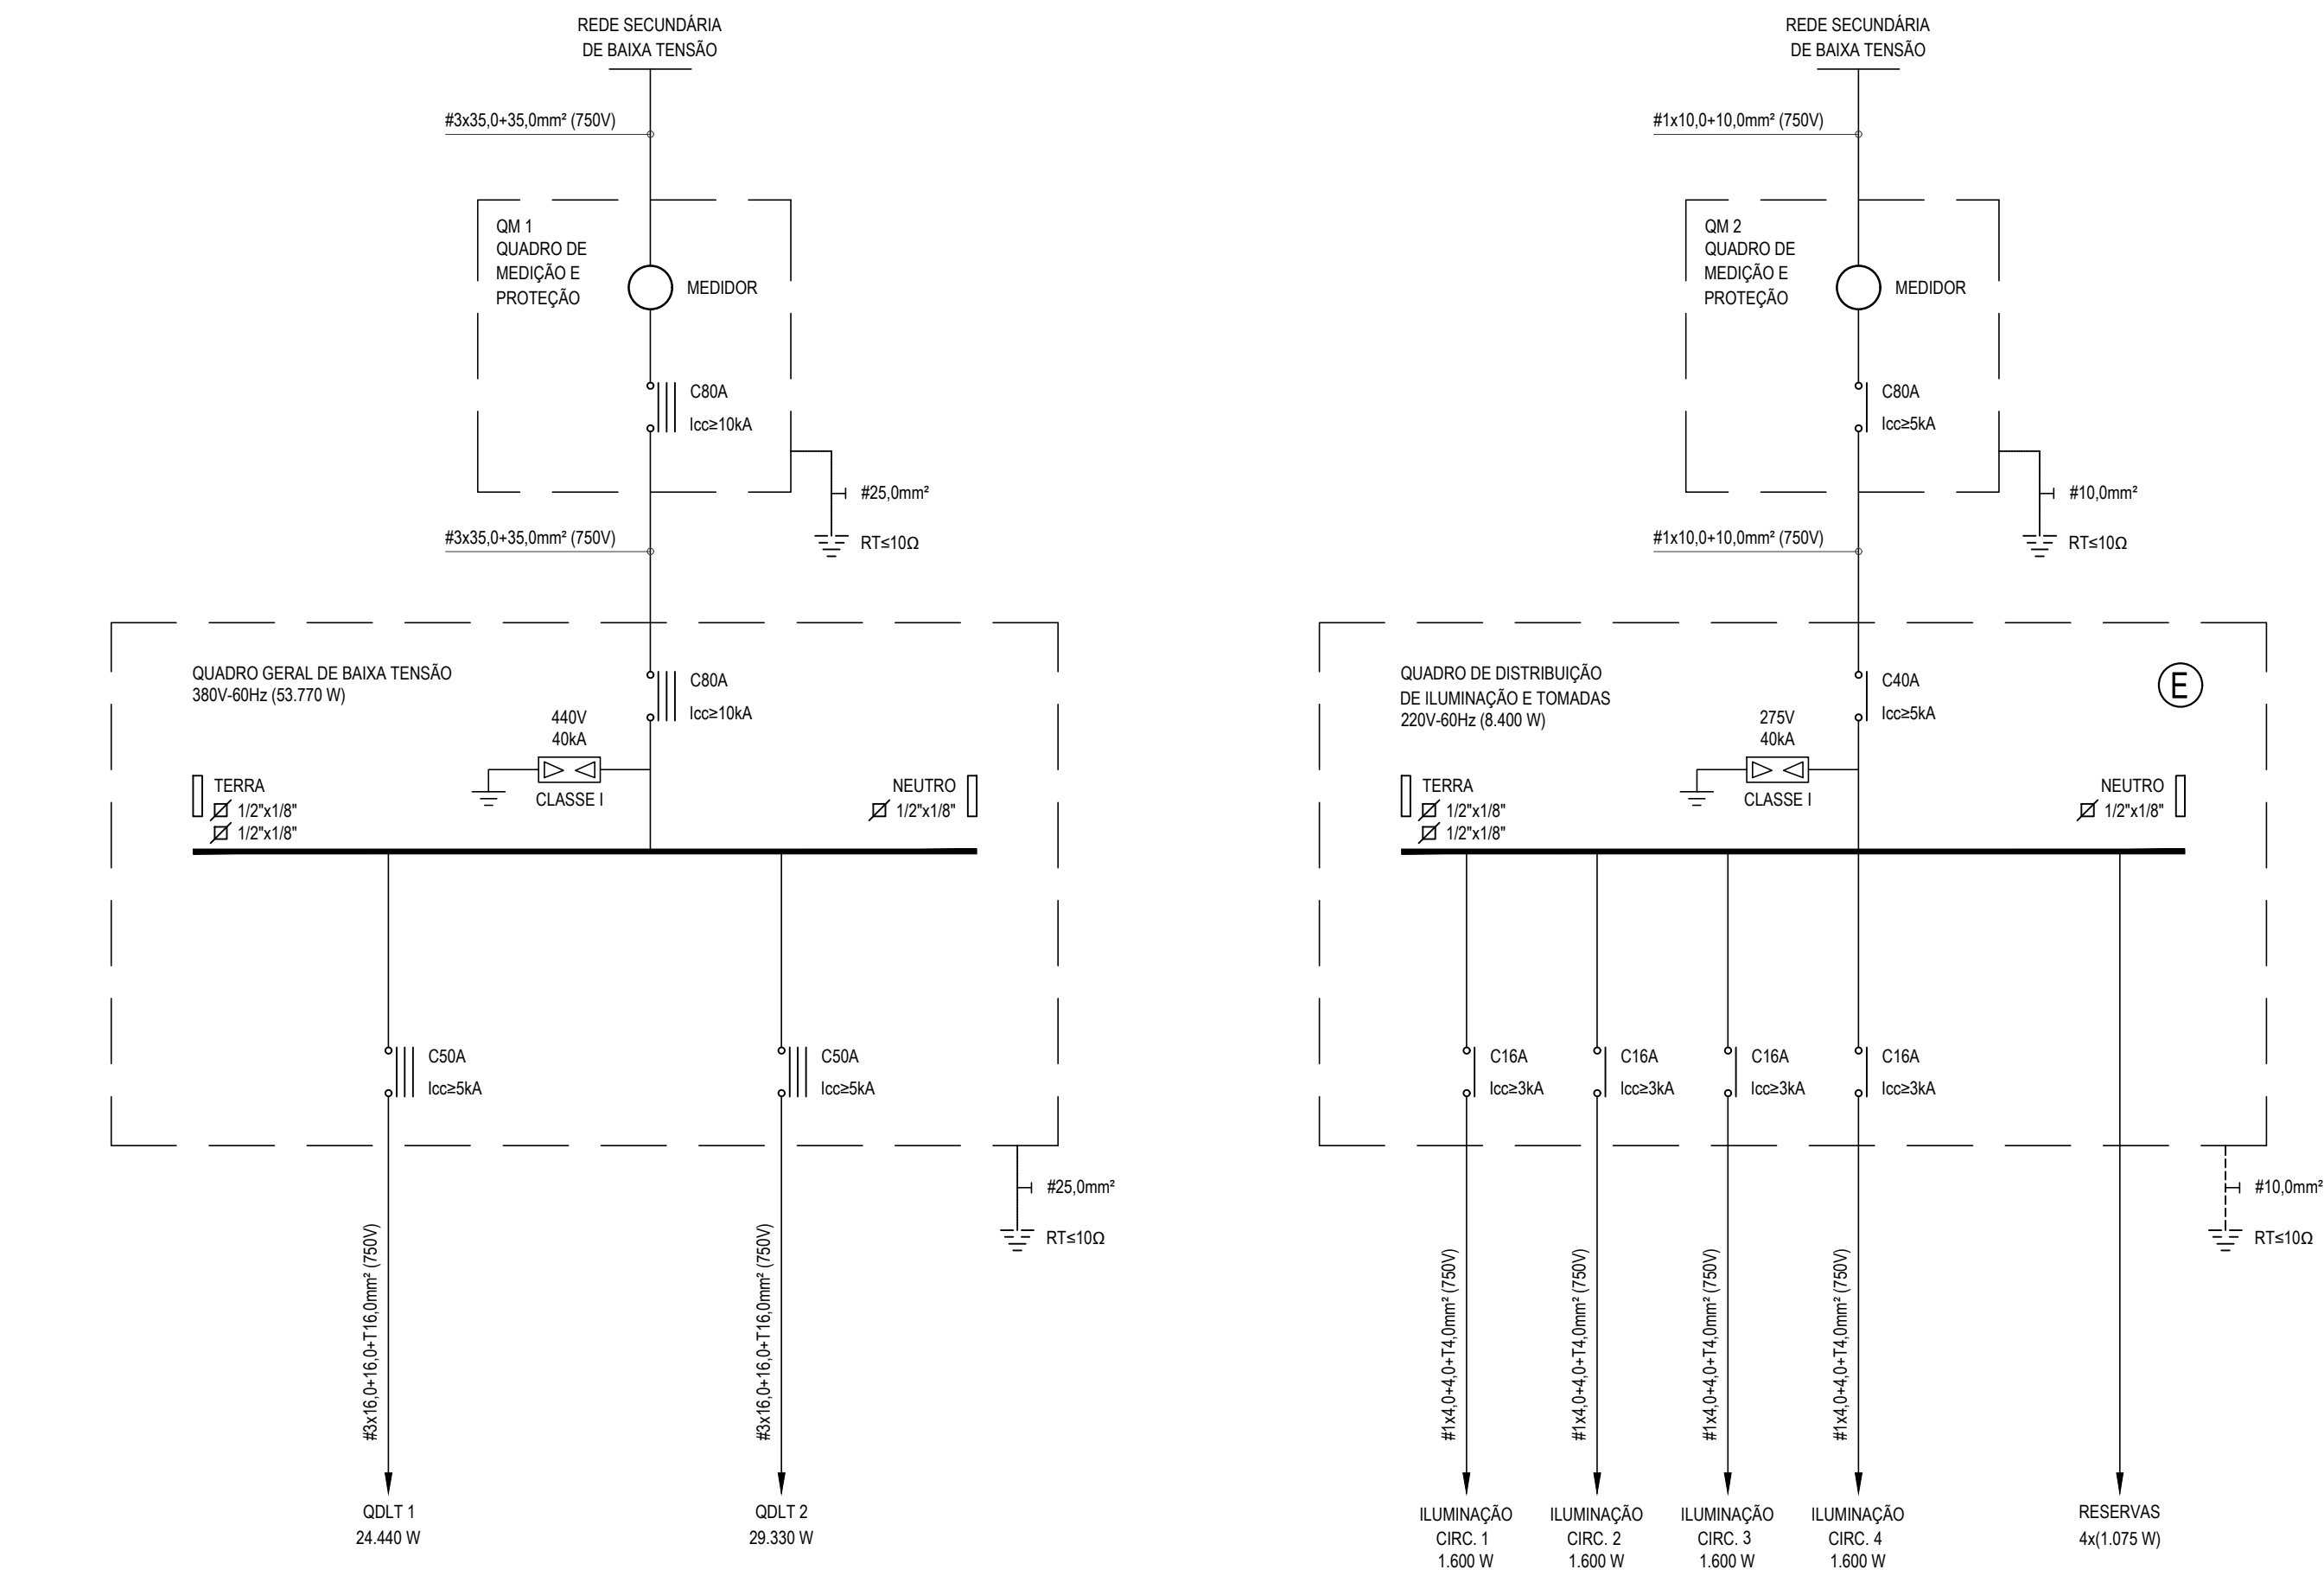 REDE SECUNDÁRIA
DE BAIXA TENSÃO
#3x35,0+35,0mm² (750V)
QM 1
QUADRO DE
MEDIÇÃO E
PROTEÇÃO
MEDIDOR
C80A
Icc≥10kA
#25,0mm²
RT≤10Ω
#3x35,0+35,0mm² (750V)
QUADRO GERAL DE BAIXA TENSÃO
380V-60Hz (53.770 W)
C80A
Icc≥10kA
440V
40kA
CLASSE I
TERRA
1/2"x1/8"
1/2"x1/8"
NEUTRO
1/2"x1/8"
C50A
Icc≥5kA
C50A
Icc≥5kA
#25,0mm²
RT≤10Ω
#3x16,0+16,0+T16,0mm² (750V)
#3x16,0+16,0+T16,0mm² (750V)
QDLT 1
24.440 W
QDLT 2
29.330 W
REDE SECUNDÁRIA
DE BAIXA TENSÃO
#1x10,0+10,0mm² (750V)
QM 2
QUADRO DE
MEDIÇÃO E
PROTEÇÃO
MEDIDOR
C80A
Icc≥5kA
#10,0mm²
RT≤10Ω
#1x10,0+10,0mm² (750V)
QUADRO DE DISTRIBUIÇÃO
DE ILUMINAÇÃO E TOMADAS
220V-60Hz (8.400 W)
C40A
Icc≥5kA
E
275V
40kA
CLASSE I
TERRA
1/2"x1/8"
1/2"x1/8"
NEUTRO
1/2"x1/8"
C16A
Icc≥3kA
C16A
Icc≥3kA
C16A
Icc≥3kA
C16A
Icc≥3kA
#10,0mm²
RT≤10Ω
#1x4,0+4,0+T4,0mm² (750V)
#1x4,0+4,0+T4,0mm² (750V)
#1x4,0+4,0+T4,0mm² (750V)
#1x4,0+4,0+T4,0mm² (750V)
ILUMINAÇÃO
CIRC. 1
1.600 W
ILUMINAÇÃO
CIRC. 2
1.600 W
ILUMINAÇÃO
CIRC. 3
1.600 W
ILUMINAÇÃO
CIRC. 4
1.600 W
RESERVAS
4x(1.075 W)